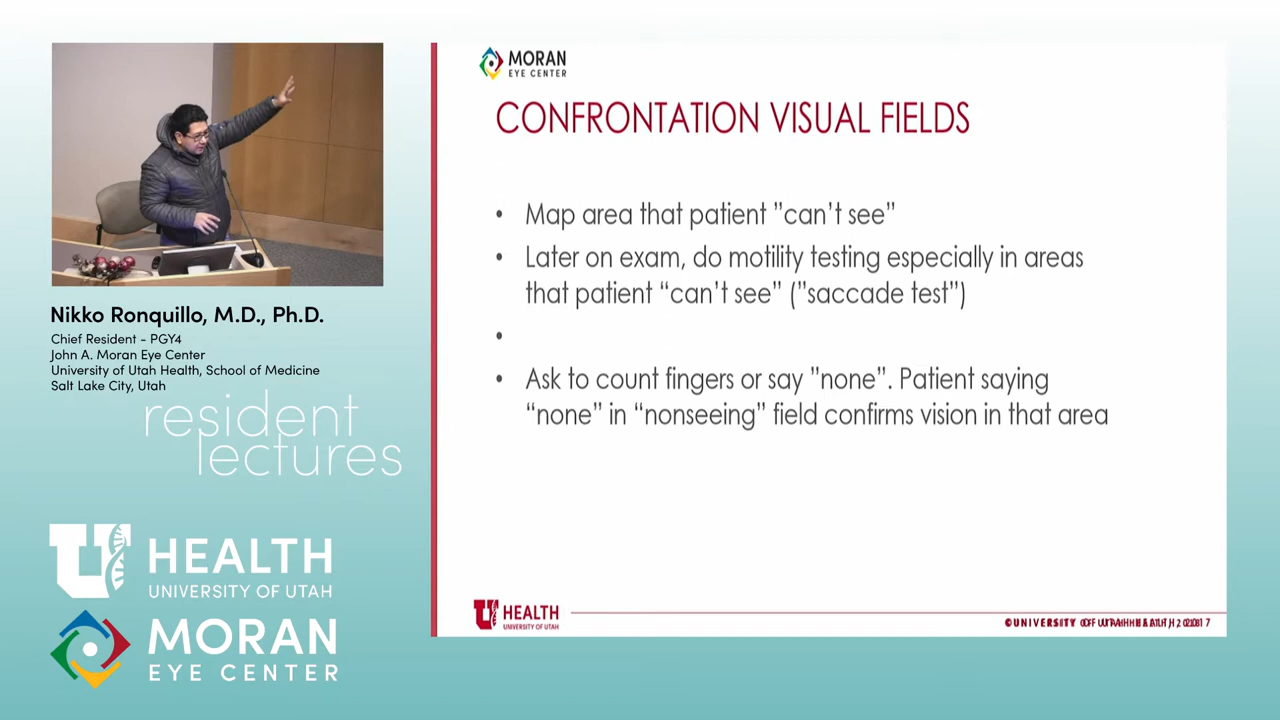 MORAN
EYE CENTER
CONFRONTATION VISUAL FIELDS
• Map area that patient ”can’t see”
• Later on exam, do motility testing especially in areas
that patient “can’t see” (”saccade test”)
•
• Ask to count fingers or say ”none”. Patient saying
“none” in “nonseeing” field confirms vision in that area
U HEALTH
UNIVERSITY OF UTAH
Nikko Ronquillo, M.D., Ph.D.
Chief Resident - PGY4
John A. Moran Eye Center
University of Utah Health, School of Medicine
Salt Lake City, Utah
resident
lectures
U HEALTH
UNIVERSITY OF UTAH
MORAN
EYE CENTER